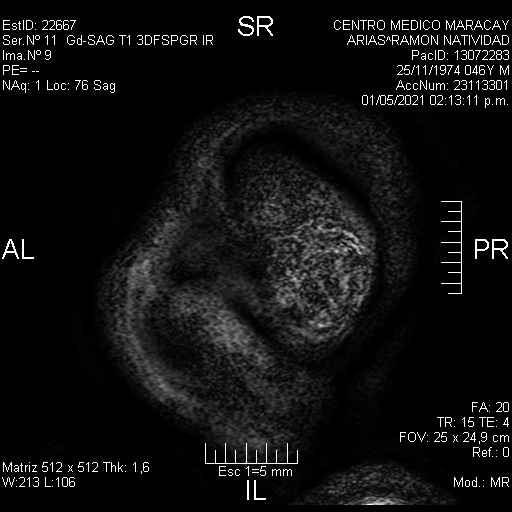 EstID: 22667
Ser.Nº 11 Gd-SAG T1 3DFSPGR IR
Ima.Nº 9
PE= --
NAq: 1 Loc: 76 Sag
SR
CENTRO MEDICO MARACAY
ARIAS^RAMON NATIVIDAD
PacID: 13072283
25/11/1974 046Y M
AccNum: 23113301
01/05/2021 02:13:11 p.m.
AL
PR
FA: 20
TR: 15 TE: 4
FOV: 25 x 24,9 cm
Ref.: 0
Matriz 512 x 512 Thk: 1,6
W:213 L:106
Esc 1=5 mm
IL
Mod.: MR